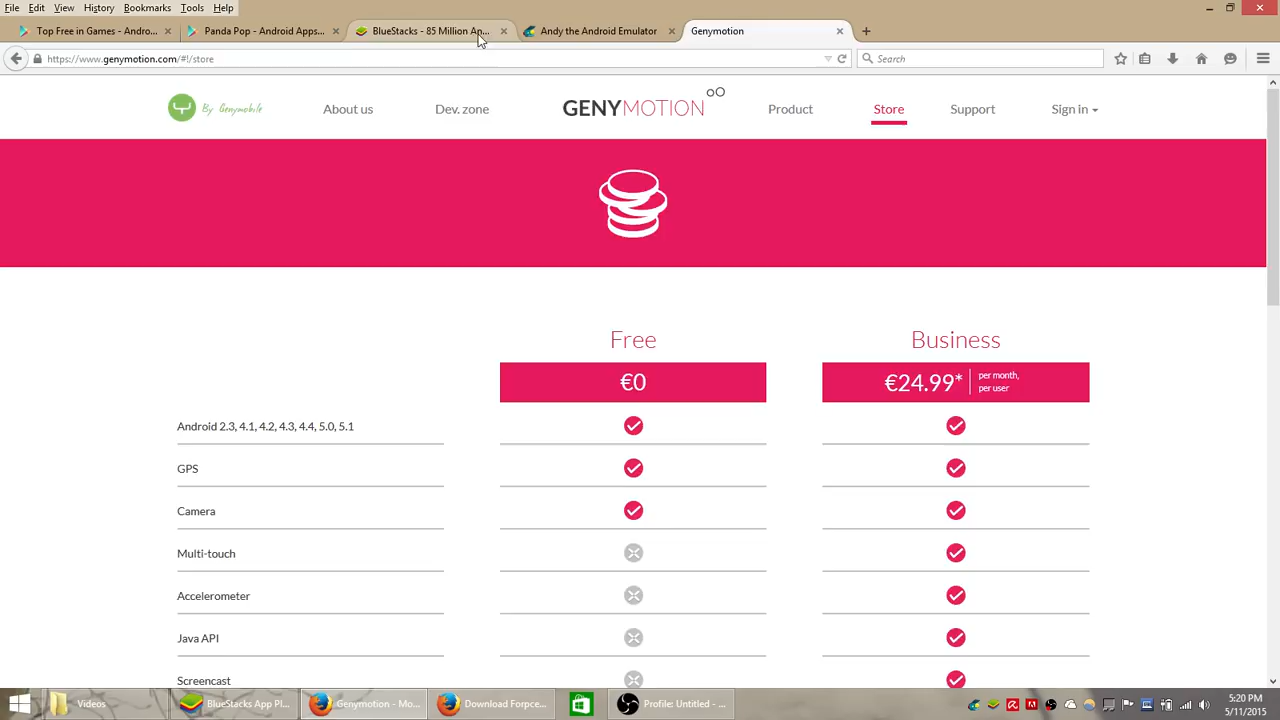 File Edit View History Bookmarks Tools Help
Top Free in Games - Andro...
Panda Pop - Android Apps...
BlueStacks - 85 Million An...
Andy the Android Emulator
Genymotion
https://www.genymotion.com/#!/store
Search
By Genymobile
About us
Dev. zone
GENYMOTION
Product
Store
Support
Sign in
Free
Business
€0
€24.99*
per month,
per user
Android 2.3, 4.1, 4.2, 4.3, 4.4, 5.0, 5.1
GPS
Camera
Multi-touch
Accelerometer
Java API
Screencast
Videos
BlueStacks App Pl...
Genymotion - Mo...
Download Forpce...
Profile: Untitled - ...
5:20 PM
5/11/2015